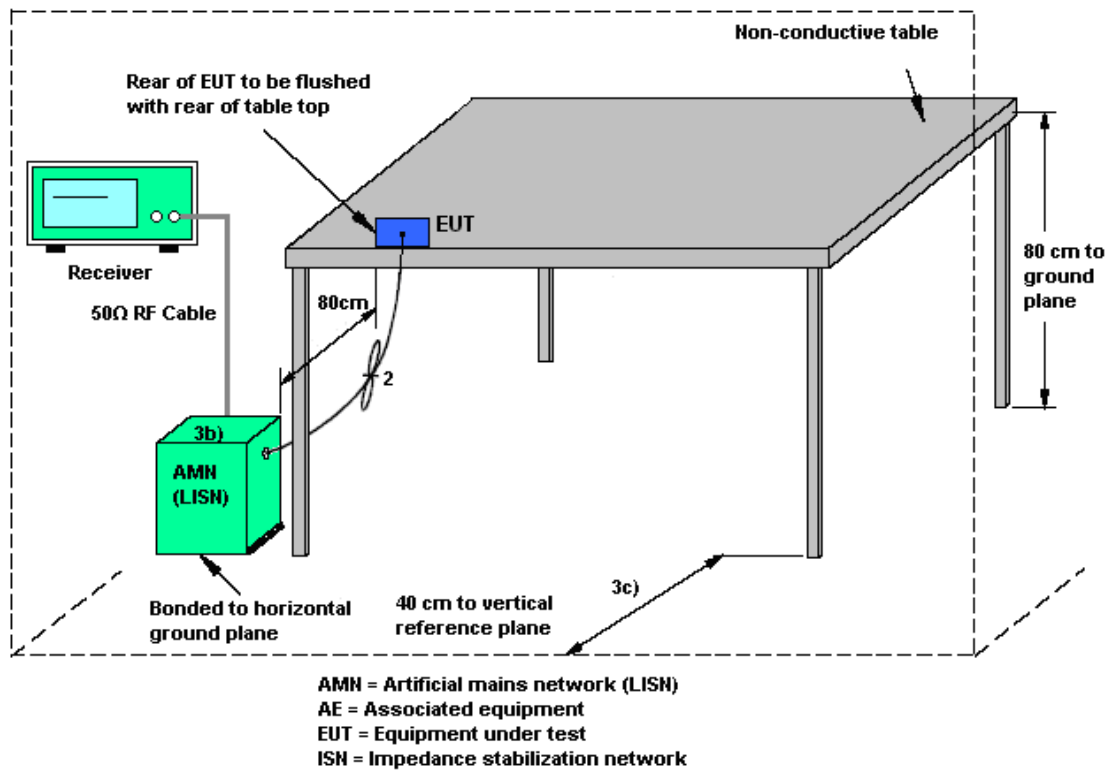 Non-conductive table
Rear of EUT to be flushed
with rear of table top
EUT
Receiver
80 cm to
ground
plane
80cm
50Ω RF Cable
2
3b)
AMN
(LISN)
3c)
Bonded to horizontal
ground plane
40 cm to vertical
reference plane
AMN = Artificial mains network (LISN)
AE = Associated equipment
EUT = Equipment under test
ISN = Impedance stabilization network